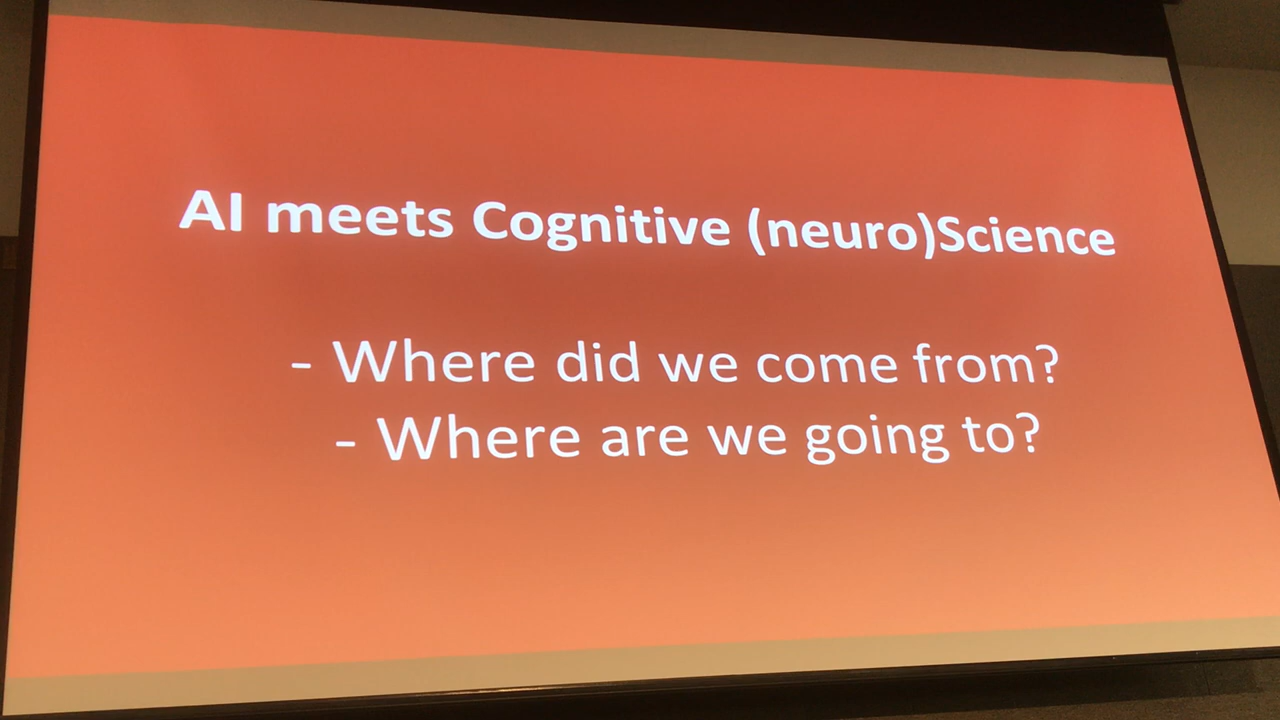 AI meets Cognitive (neuro)Science
- Where did we come from?
- Where are we going to?